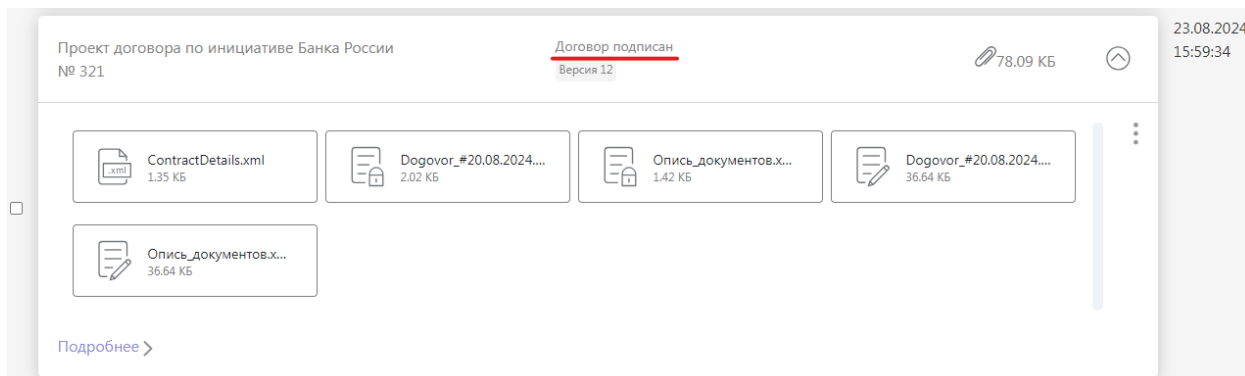 Проект договора по инициативе Банка России
№ 321
Договор подписан
Версия 12
78.09 КБ
23.08.2024
15:59:34
.xml
ContractDetails.xml
1.35 КБ
Dogovor_#20.08.2024....
2.02 КБ
Опись_документов.х...
1.42 КБ
Dogovor_#20.08.2024....
36.64 КБ
Опись_документов.х...
36.64 КБ
Подробнее